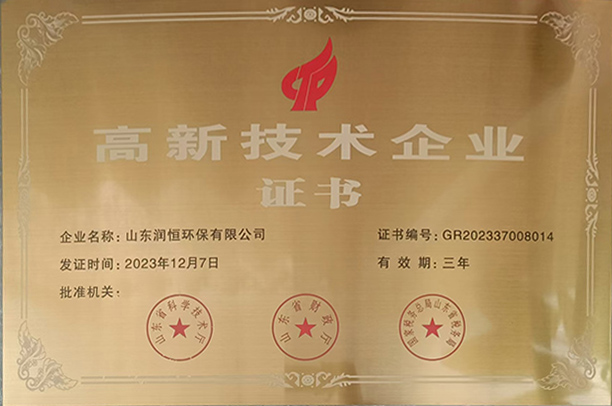 高新技术企业
证书
企业名称：山东润恒环保有限公司
证书编号：GR202337008014
发证时间：2023年12月7日
有效期：三年
批准机关：
山东省科学技术厅
山东省财政厅
国家税务总局山东省税务局